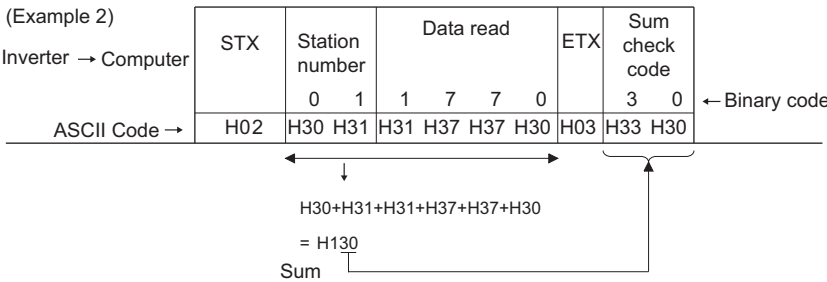 (Example 2)
Inverter → Computer
STX
Station
number
Data read
ETX
Sum
check
code
0 1 1 7 7 0 3 0 ← Binary code
ASCII Code → H02 H30 H31 H31 H37 H37 H30 H03 H33 H30
H30+H31+H31+H37+H37+H30
= H130
Sum